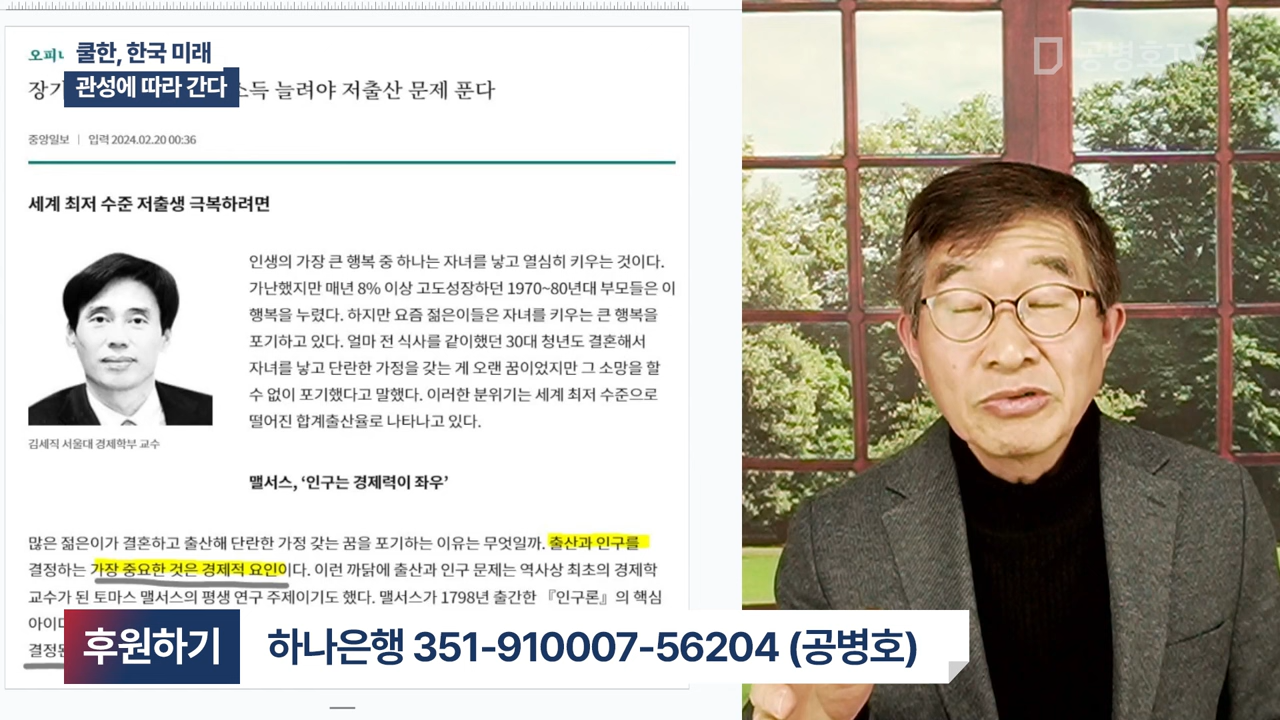 오피
쿨한, 한국 미래
관성에 따라 간다
장기 소득 늘려야 저출산 문제 푼다
중앙일보 | 입력 2024.02.20 00:36
세계 최저 수준 저출생 극복하려면
인생의 가장 큰 행복 중 하나는 자녀를 낳고 열심히 키우는 것이다.
가난했지만 매년 8% 이상 고도성장하던 1970~80년대 부모들은 이
행복을 누렸다. 하지만 요즘 젊은이들은 자녀를 키우는 큰 행복을
포기하고 있다. 얼마 전 식사를 같이했던 30대 청년도 결혼해서
자녀를 낳고 단란한 가정을 갖는 게 오랜 꿈이었지만 그 소망을 할
수 없이 포기했다고 말했다. 이러한 분위기는 세계 최저 수준으로
떨어진 합계출산율로 나타나고 있다.
김세직 서울대 경제학부 교수
맬서스, ‘인구는 경제력이 좌우’
많은 젊은이가 결혼하고 출산해 단란한 가정 갖는 꿈을 포기하는 이유는 무엇일까. 출산과 인구를
결정하는 가장 중요한 것은 경제적 요인이다. 이런 까닭에 출산과 인구 문제는 역사상 최초의 경제학
교수가 된 토마스 맬서스의 평생 연구 주제이기도 했다. 맬서스가 1798년 출간한 『인구론』의 핵심
아이디
결정된
후원하기 하나은행 351-910007-56204 (공병호)
공병호TV